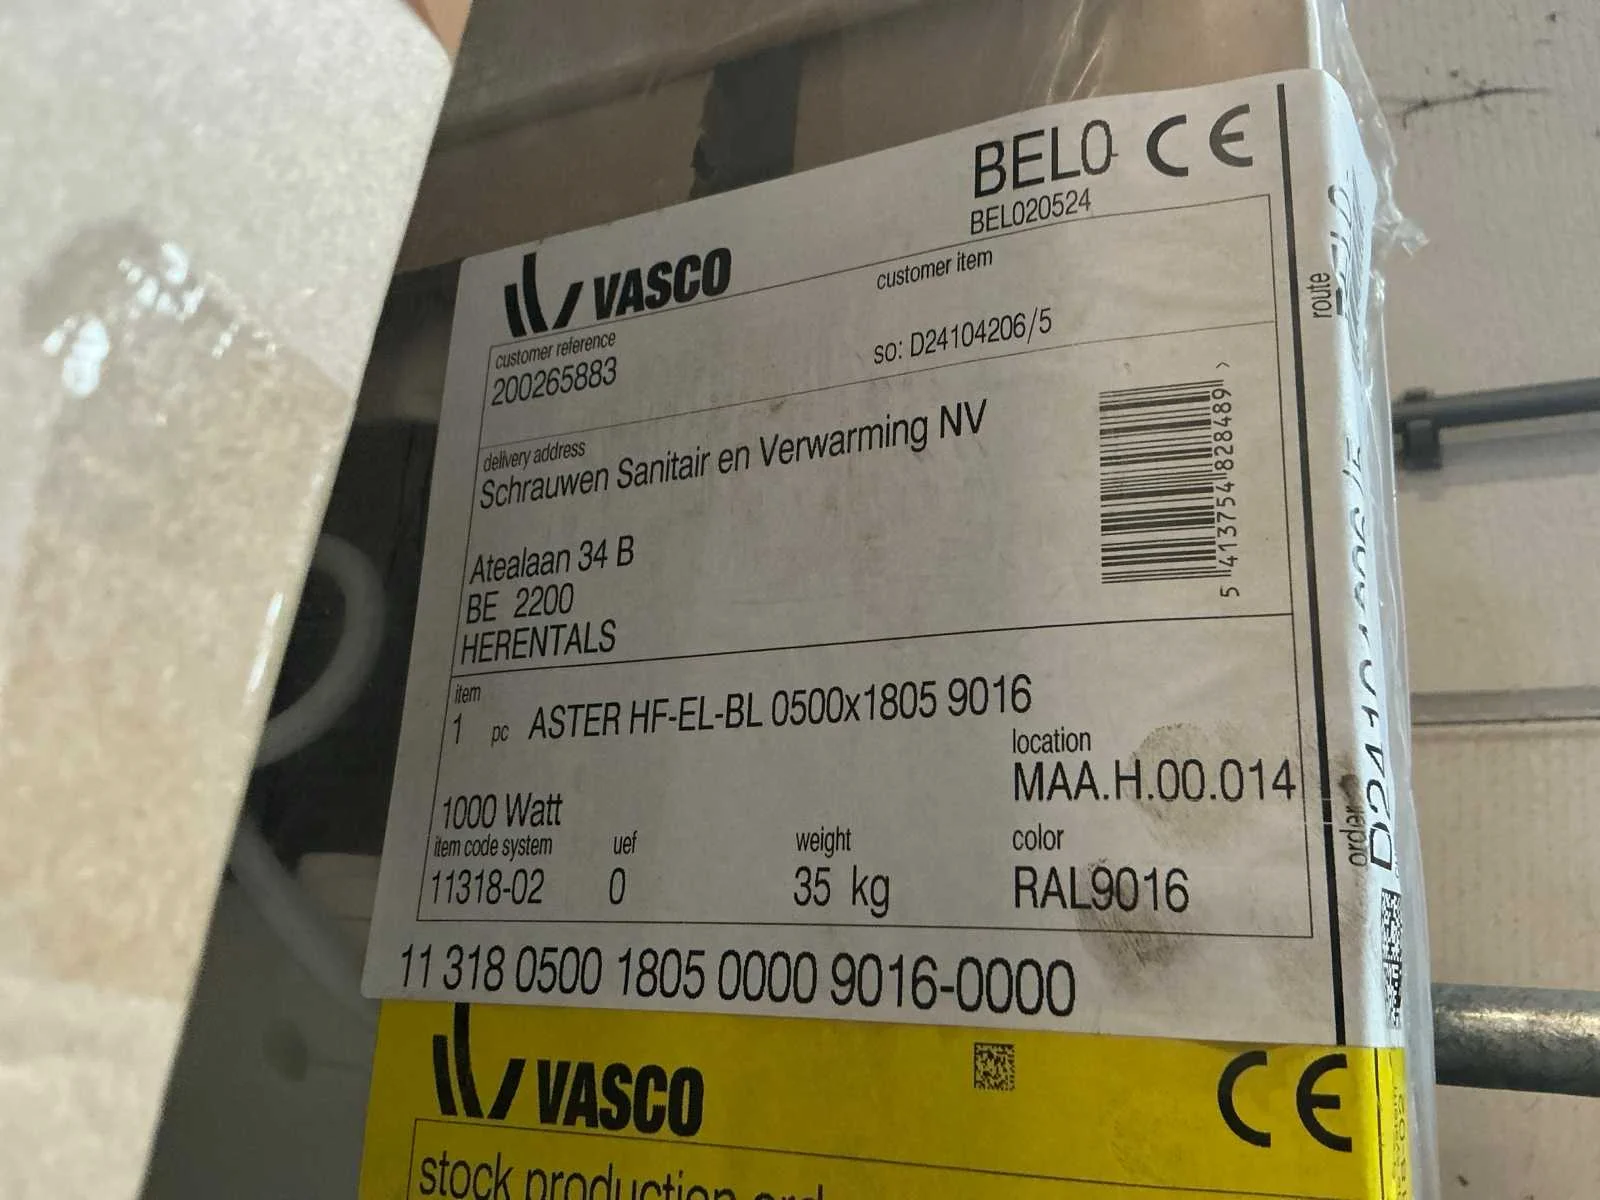 BEL0 CE
BEL020524
VASCO
customer reference
200265883
customer item
so: D24104206/5
route
delivery address
Schrauwen Sanitair en Verwarming NV
Atealaan 34 B
BE 2200
HERENTALS
5 413754 828489 >
item
1 pc ASTER HF-EL-BL 0500x1805 9016
location
MAA.H.00.014
1000 Watt
item code system
11318-02
uef
0
weight
35 kg
color
RAL9016
order
11 318 0500 1805 0000 9016-0000
VASCO
CE
stock production